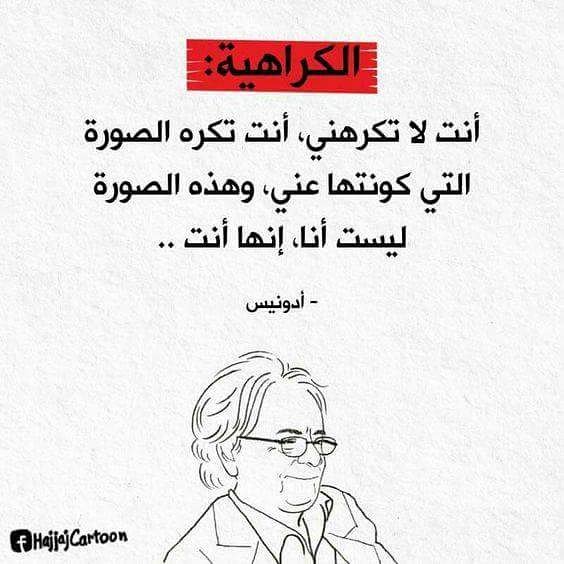 الكراهية:
أنت لا تكرهني، أنت تكره الصورة
التي كونتها عني، وهذه الصورة
ليست أنا، إنها أنت ..
- أدونيس
HajjajCartoon